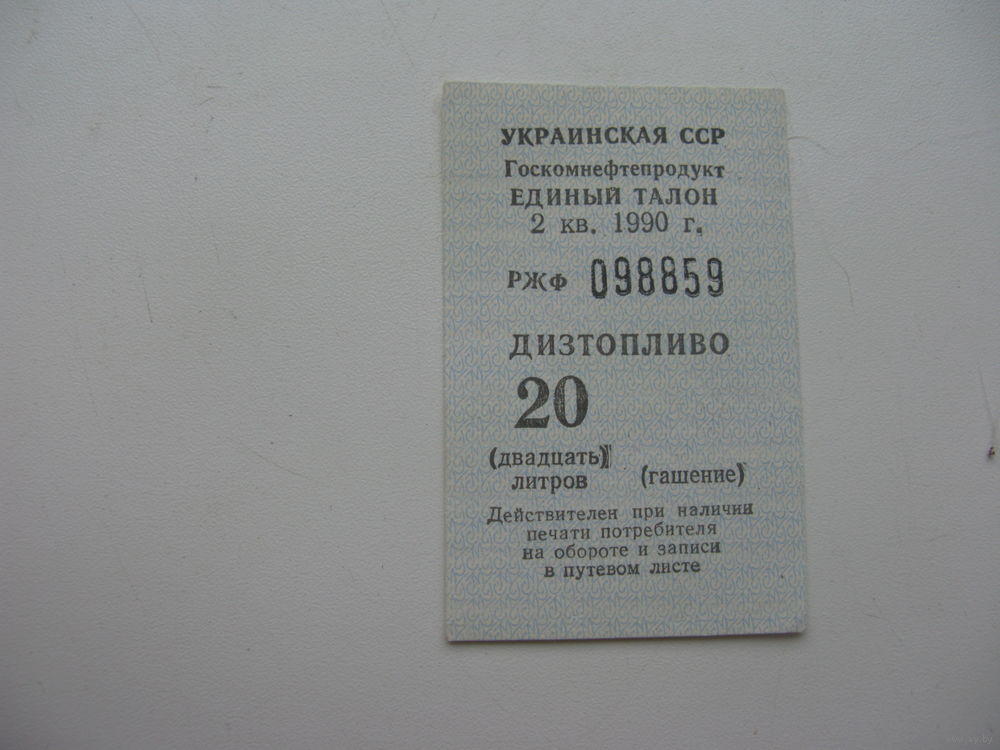 УКРАИНСКАЯ ССР
Госкомнефтепродукт
ЕДИНЫЙ ТАЛОН
2 кв. 1990 г.
РЖФ 098859
ДИЗТОПЛИВО
20
(двадцать)
литров (гашение)
Действителен при наличии
печати потребителя
на обороте и записи
в путевом листе